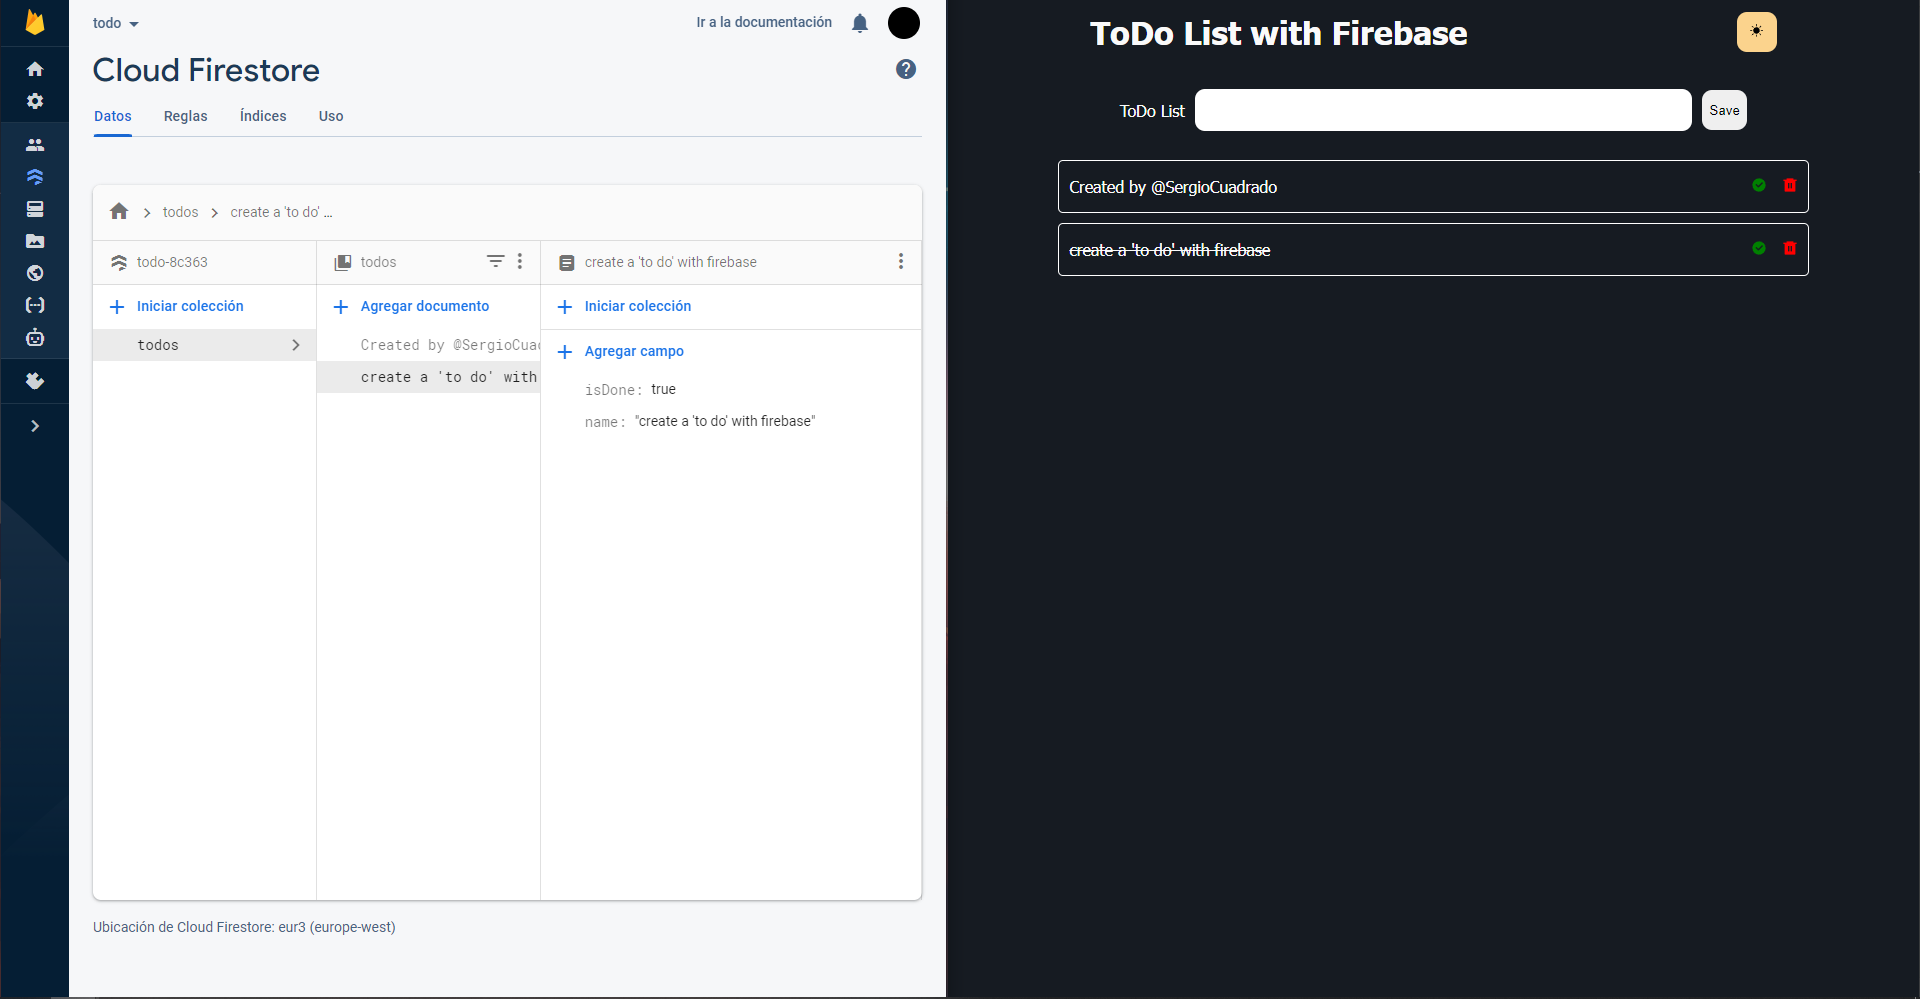 todo
Ir a la documentación
Cloud Firestore
Datos Reglas Índices Uso
todos create a 'to do' ...
todo-8c363
Iniciar colección
todos
todos
Agregar documento
Created by @SergioCuad
create a 'to do' with
create a 'to do' with firebase
Iniciar colección
Agregar campo
isDone: true
name: "create a 'to do' with firebase"
Ubicación de Cloud Firestore: eur3 (europe-west)
ToDo List with Firebase
ToDo List Save
Created by @SergioCuadrado
create a 'to do' with firebase